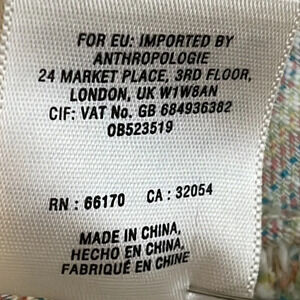 FOR EU: IMPORTED BY
ANTHROPOLOGIE
24 MARKET PLACE, 3RD FLOOR,
LONDON, UK W1W8AN
CIF: VAT No. GB 684936382
OB523519
RN : 66170 CA : 32054
MADE IN CHINA,
HECHO EN CHINA,
FABRIQUÉ EN CHINE